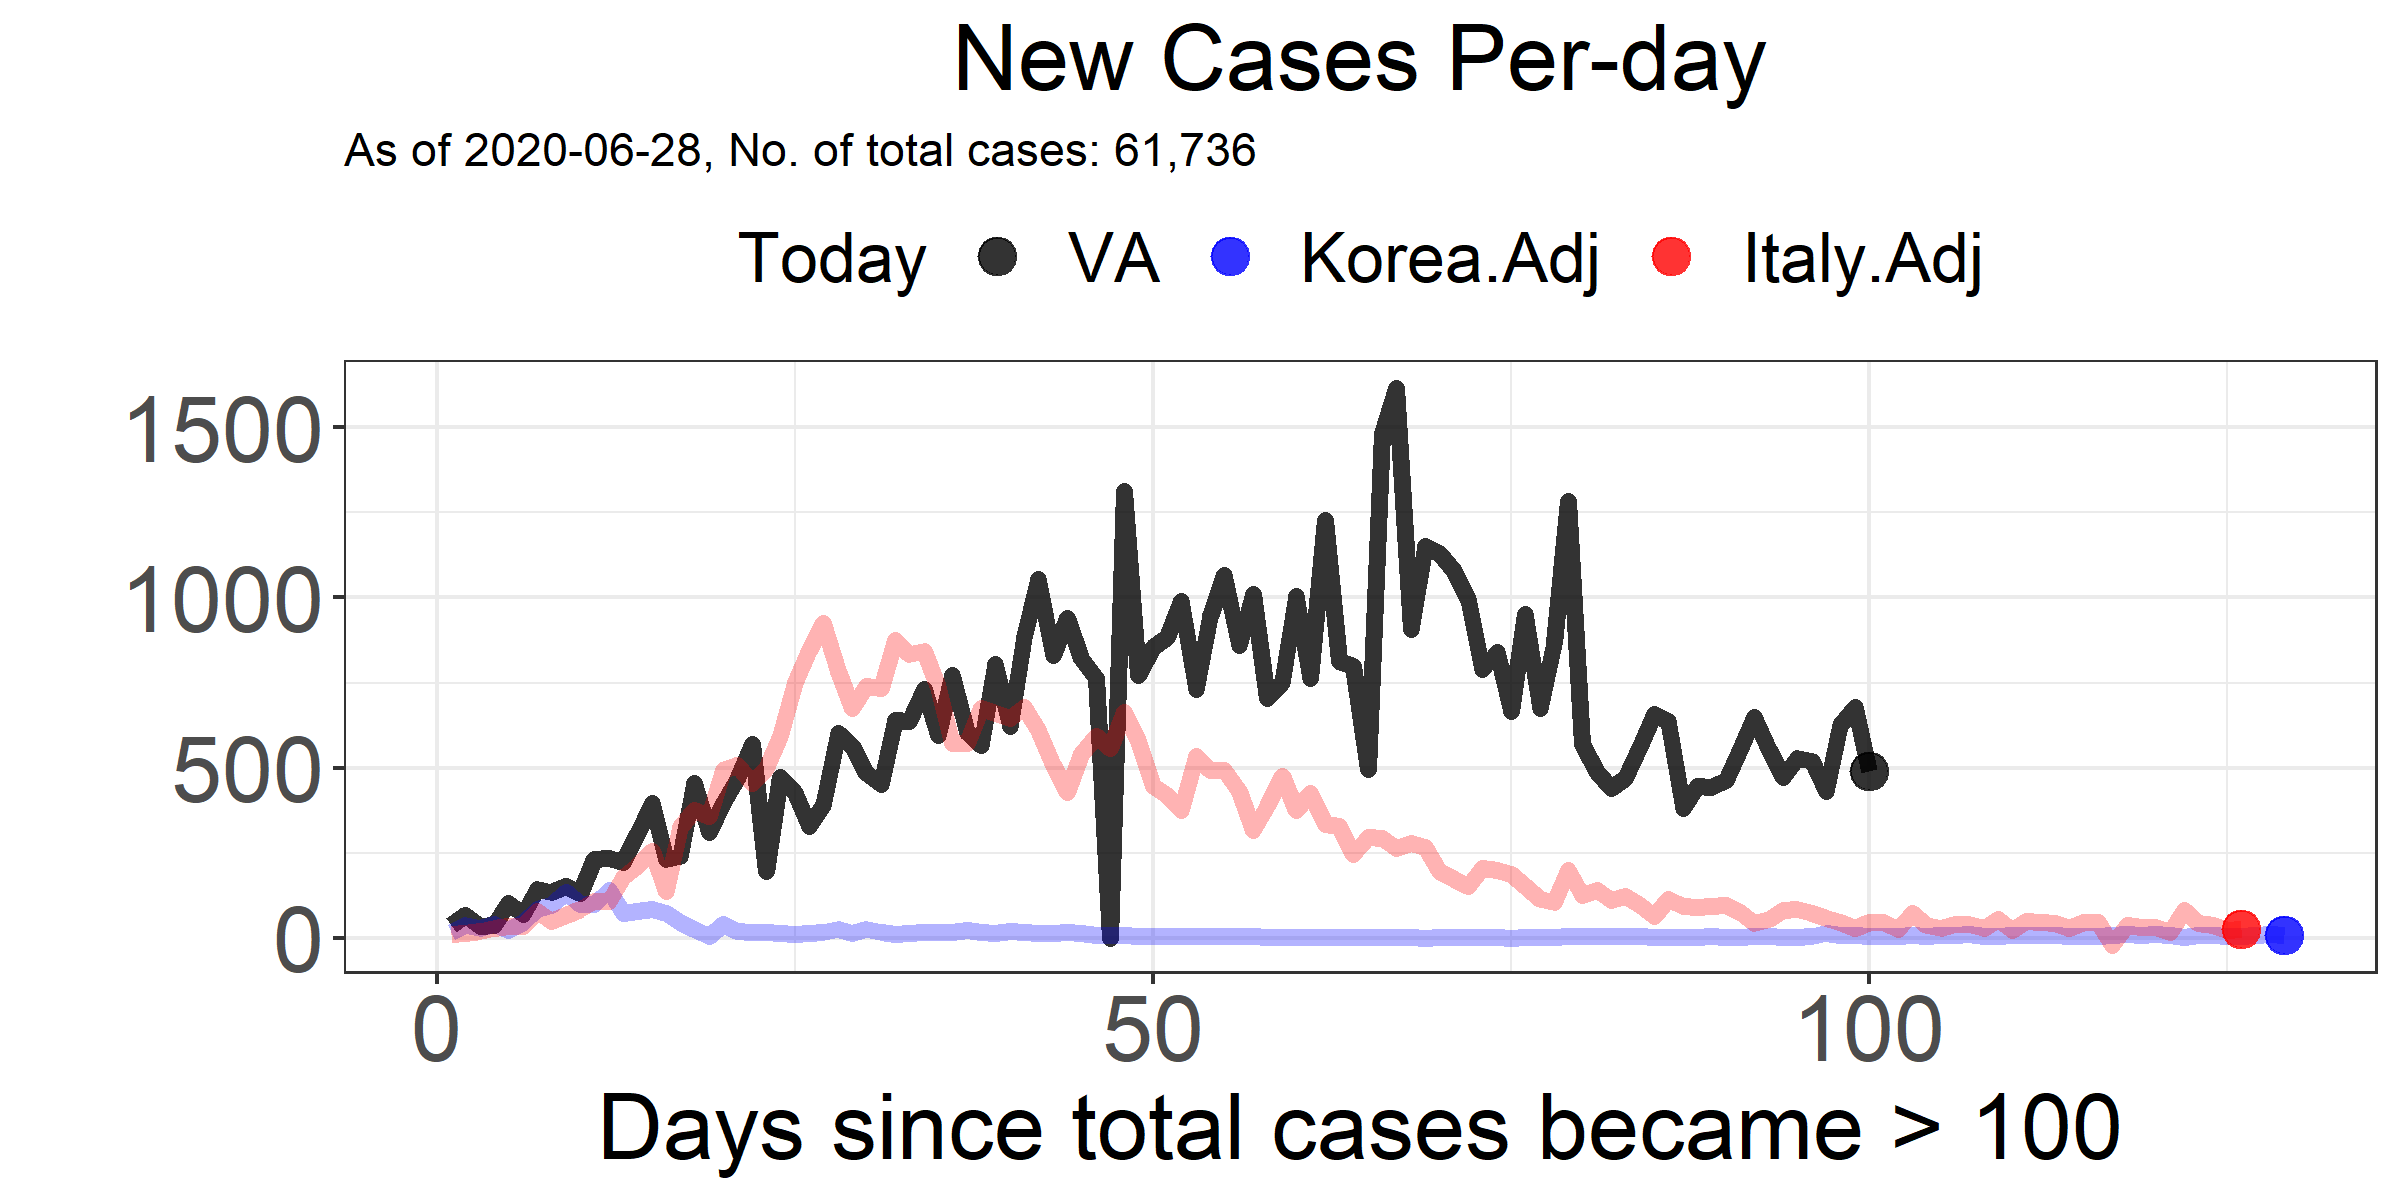 New Cases Per-day
As of 2020-06-28, No. of total cases: 61,736
Today VA Korea.Adj Italy.Adj
1500
1000
500
0
0 50 100
Days since total cases became > 100